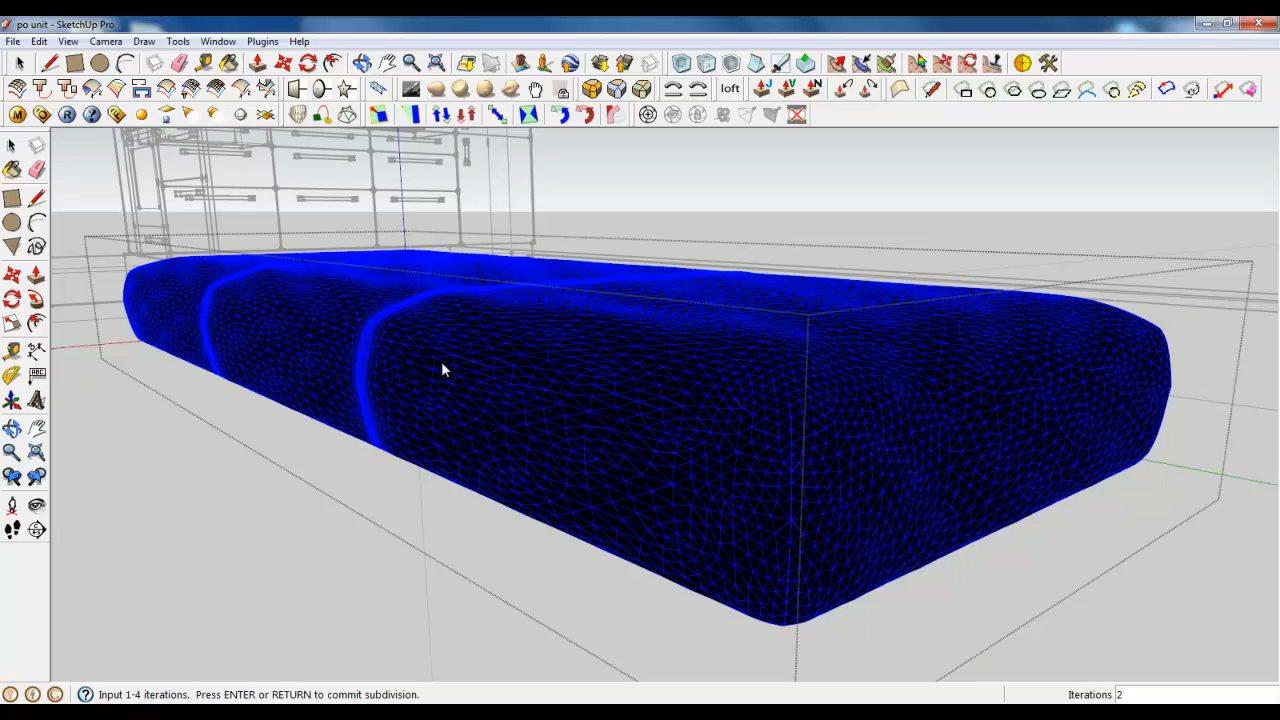 po unit - SketchUp Pro
File Edit View Camera Draw Tools Window Plugins Help
loft
M R ?
ABC
? Input 1-4 iterations. Press ENTER or RETURN to commit subdivision. Iterations 2